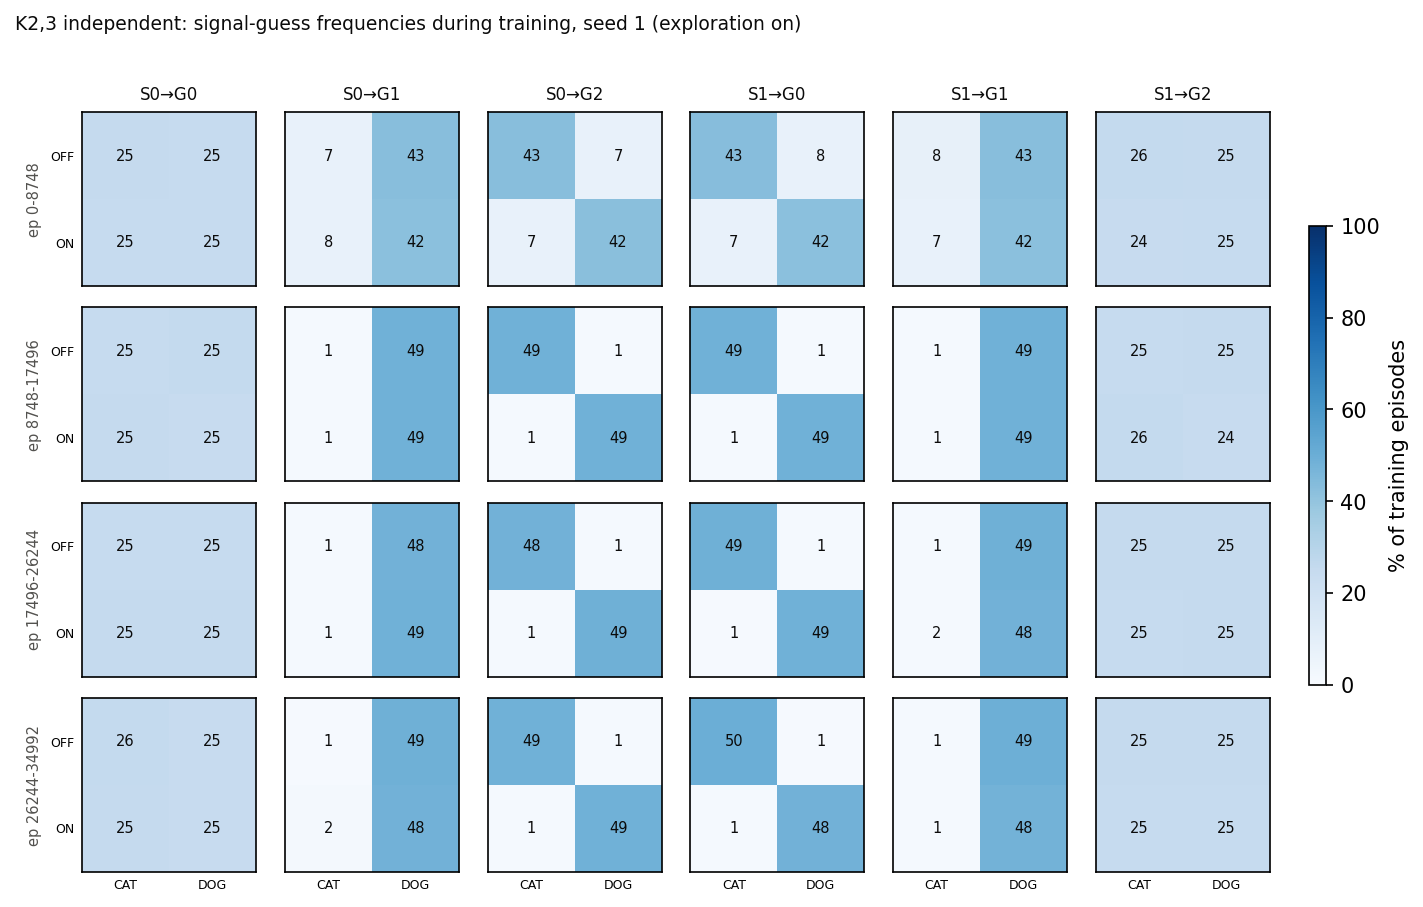 K2,3 independent: signal-guess frequencies during training, seed 1 (exploration on)
S0→G0 S0→G1 S0→G2 S1→G0 S1→G1 S1→G2
ep 0-8748
OFF 25 25 7 43 43 7 43 8 8 43 26 25
ON 25 25 8 42 7 42 7 42 7 42 24 25
ep 8748-17496
OFF 25 25 1 49 49 1 49 1 1 49 25 25
ON 25 25 1 49 1 49 1 49 1 49 26 24
ep 17496-26244
OFF 25 25 1 48 48 1 49 1 1 49 25 25
ON 25 25 1 49 1 49 1 49 2 48 25 25
ep 26244-34992
OFF 26 25 1 49 49 1 50 1 1 49 25 25
ON 25 25 2 48 1 49 1 48 1 48 25 25
CAT DOG CAT DOG CAT DOG CAT DOG CAT DOG CAT DOG
100
80
60
40
20
0
% of training episodes